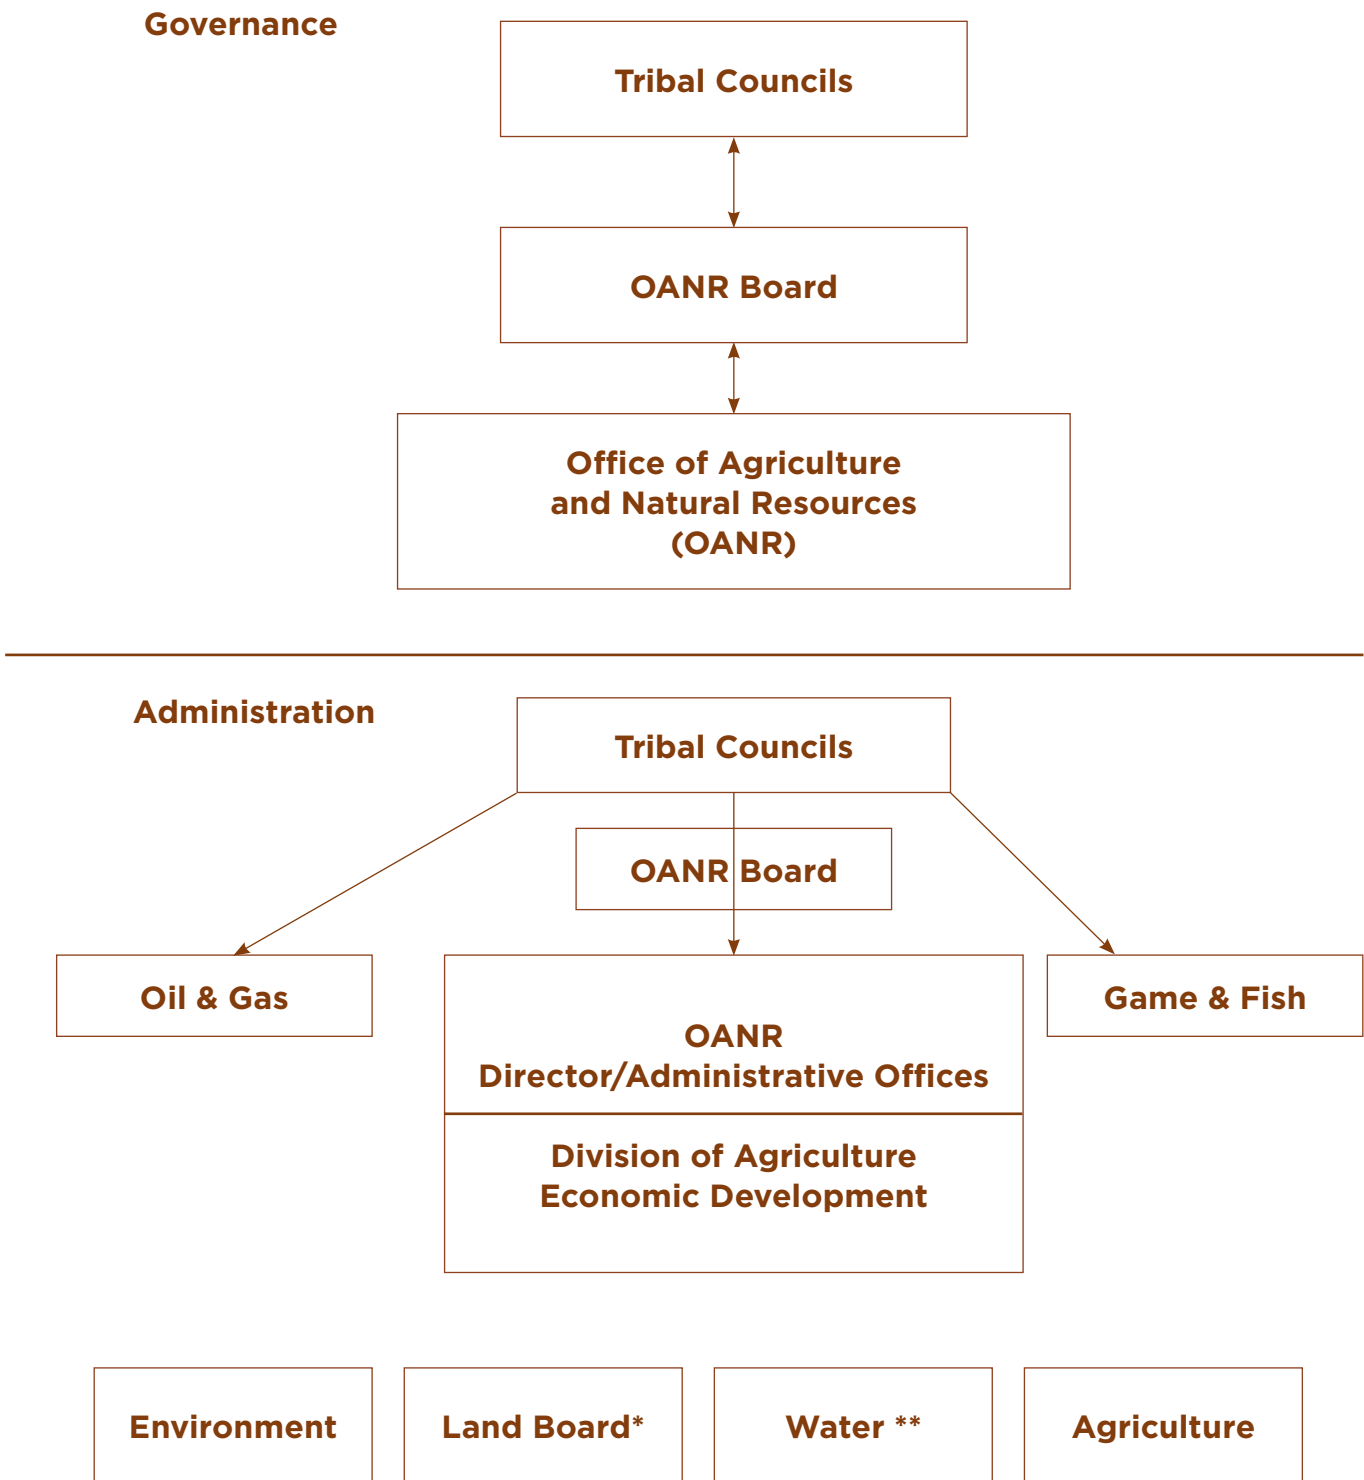 Governance
Tribal Councils
OANR Board
Office of Agriculture
and Natural Resources
(OANR)
Administration
Tribal Councils
OANR Board
Oil & Gas
OANR
Director/Administrative Offices
Game & Fish
Division of Agriculture
Economic Development
Environment
Land Board*
Water **
Agriculture